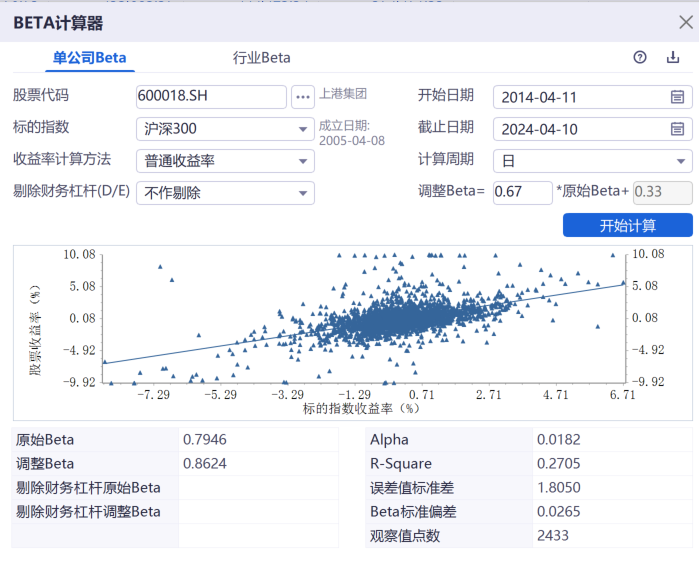 BETA计算器
单公司Beta 行业Beta
股票代码 600018.SH ... 上港集团 开始日期 2014-04-11
标的指数 沪深300 成立日期: 2005-04-08 截止日期 2024-04-10
收益率计算方法 普通收益率 计算周期 日
剔除财务杠杆(D/E) 不作剔除 调整Beta= 0.67 *原始Beta+ 0.33
开始计算
10.08 10.08
5.08 5.08
0.08 0.08
-4.92 -4.92
-9.92 -9.92
股票收益率 (%)
-7.29 -5.29 -3.29 -1.29 0.71 2.71 4.71 6.71
标的指数收益率 (%)
原始Beta 0.7946 Alpha 0.0182
调整Beta 0.8624 R-Square 0.2705
剔除财务杠杆原始Beta 误差值标准差 1.8050
剔除财务杠杆调整Beta Beta标准偏差 0.0265
观察值点数 2433